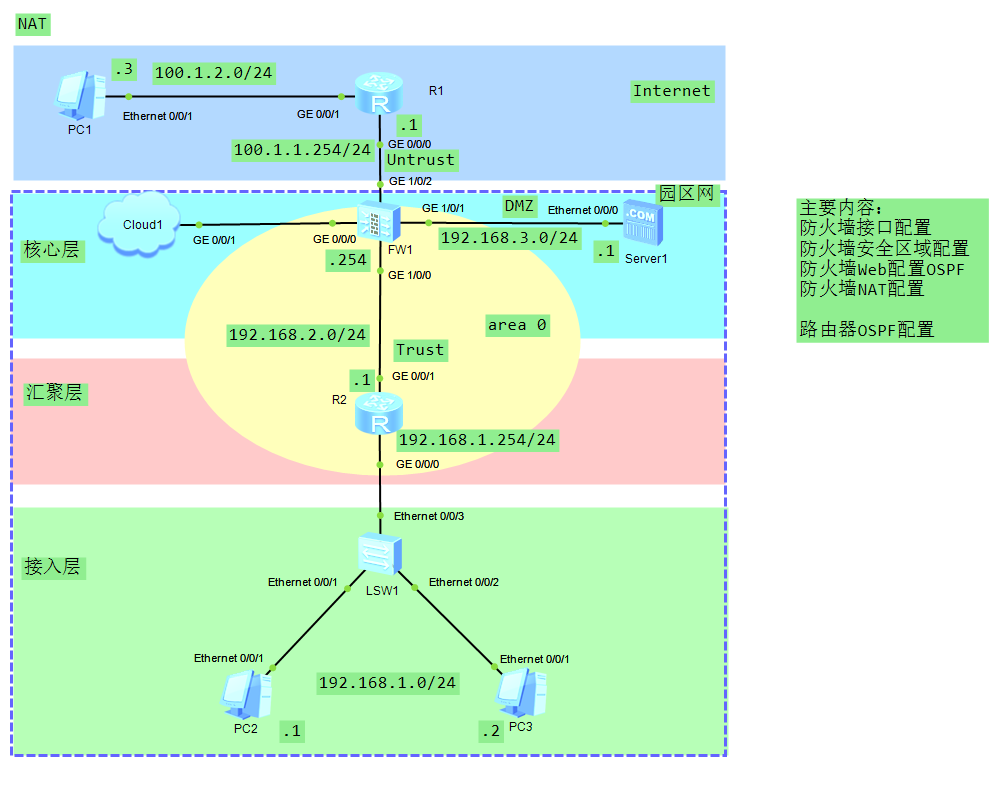 NAT
.3
100.1.2.0/24
R1
Internet
PC1
Ethernet 0/0/1
GE 0/0/1
.1
GE 0/0/0
100.1.1.254/24
Untrust
GE 1/0/2
园区网
Cloud1
GE 0/0/1
GE 0/0/0
FW1
GE 1/0/1
DMZ
Ethernet 0/0/0
.COM
192.168.3.0/24
.1
Server1
核心层
.254
GE 1/0/0
主要内容:
防火墙接口配置
防火墙安全区域配置
防火墙Web配置OSPF
防火墙NAT配置
路由器OSPF配置
192.168.2.0/24
area 0
Trust
汇聚层
.1
GE 0/0/1
R2
R
192.168.1.254/24
GE 0/0/0
Ethernet 0/0/3
接入层
Ethernet 0/0/1
LSW1
Ethernet 0/0/2
Ethernet 0/0/1
Ethernet 0/0/1
192.168.1.0/24
PC2
.1
.2
PC3
R